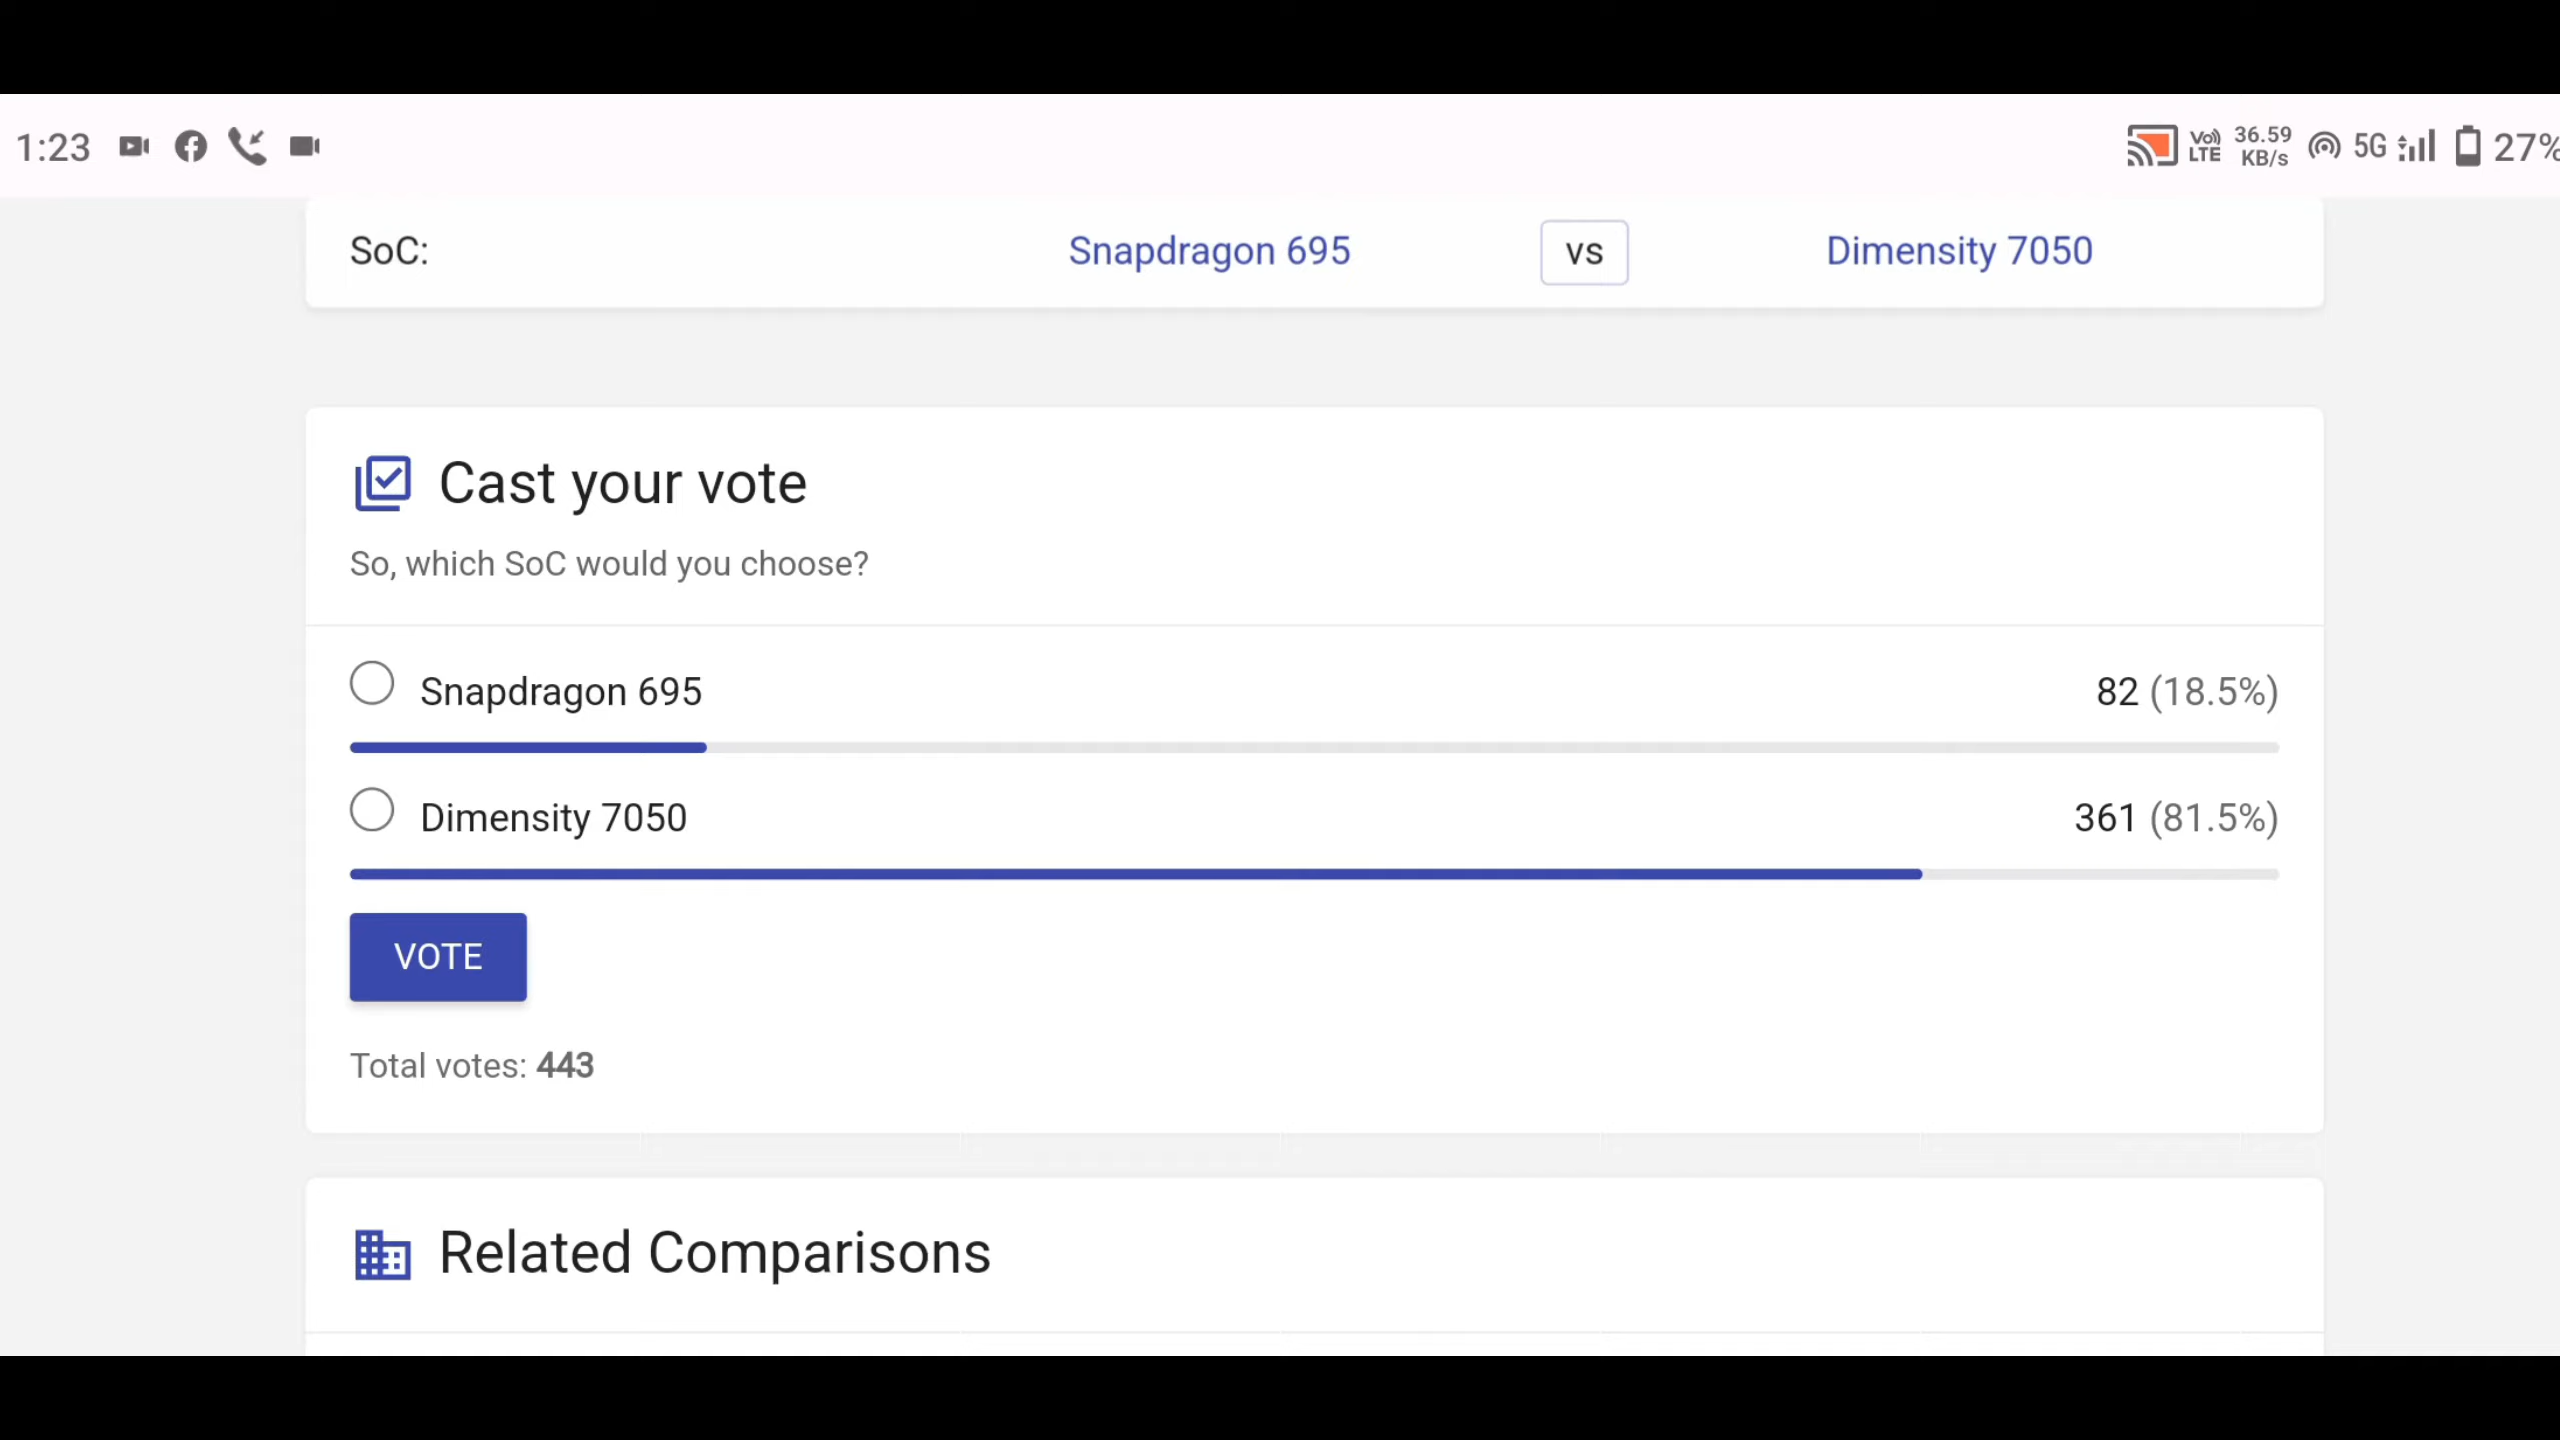 1:23 Vo) LTE 36.59 KB/s 5G 27%
SoC: Snapdragon 695 vs Dimensity 7050
Cast your vote
So, which SoC would you choose?
Snapdragon 695 82 (18.5%)
Dimensity 7050 361 (81.5%)
VOTE
Total votes: 443
Related Comparisons